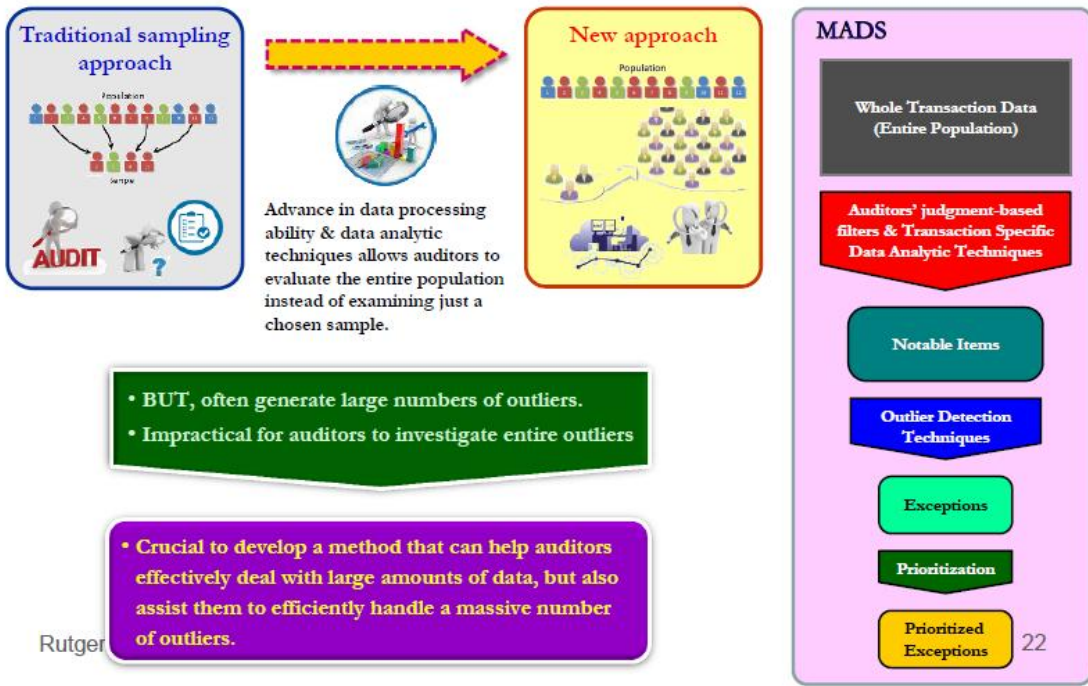 Traditional sampling
approach
Population
Sample
AUDIT
?
Advance in data processing
ability & data analytic
techniques allows auditors to
evaluate the entire population
instead of examining just a
chosen sample.
New approach
Population
• BUT, often generate large numbers of outliers.
• Impractical for auditors to investigate entire outliers
• Crucial to develop a method that can help auditors
effectively deal with large amounts of data, but also
assist them to efficiently handle a massive number
of outliers.
Rutger
MADS
Whole Transaction Data
(Entire Population)
Auditors' judgment-based
filters & Transaction Specific
Data Analytic Techniques
Notable Items
Outlier Detection
Techniques
Exceptions
Prioritization
Prioritized
Exceptions
22